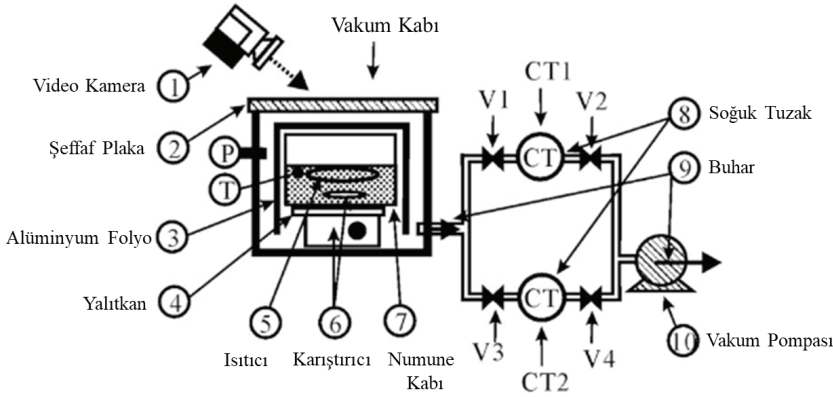 Vakum Kabı
Video Kamera 1
Şeffaf Plaka 2
P
T
Alüminyum Folyo 3
Yalıtkan 4
5
Isıtıcı
6
Karıştırıcı
7
Numune
Kabı
CT1
V1
V2
CT
8 Soğuk Tuzak
9 Buhar
CT
V3
V4
CT2
10 Vakum Pompası